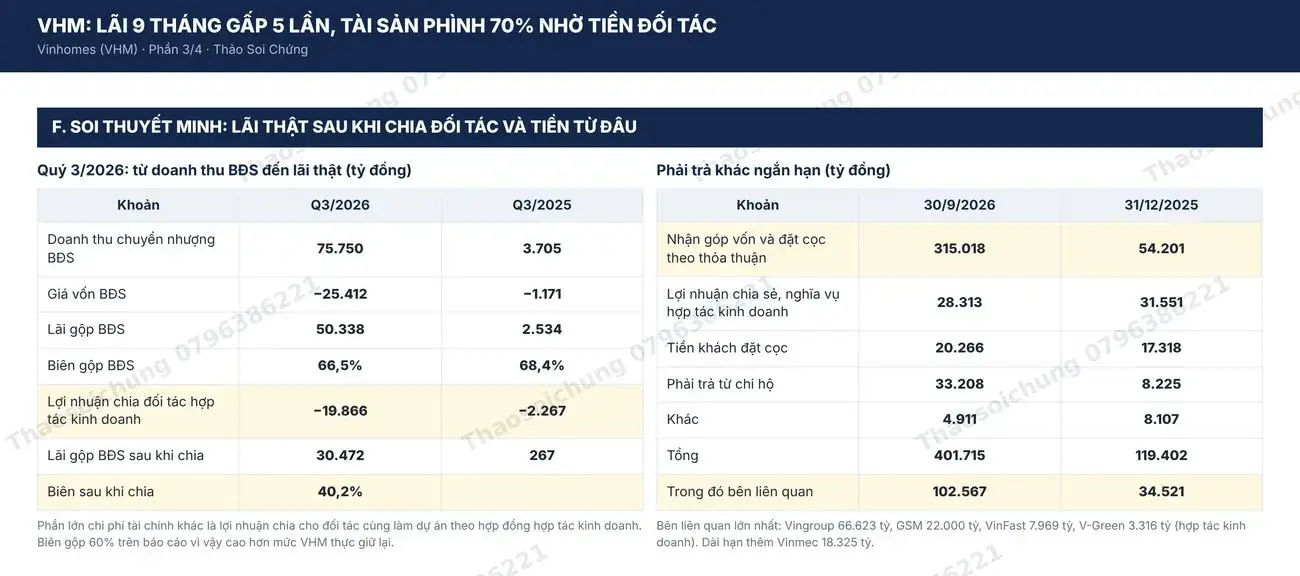 VHM: LÃI 9 THÁNG GẤP 5 LẦN, TÀI SẢN PHÌNH 70% NHỜ TIỀN ĐỐI TÁC
Vinhomes (VHM) · Phần 3/4 · Thảo Soi Chứng
F. SOI THUYẾT MINH: LÃI THẬT SAU KHI CHIA ĐỐI TÁC VÀ TIỀN TỪ ĐÂU
Quý 3/2026: từ doanh thu BĐS đến lãi thật (tỷ đồng)
Khoản Q3/2026 Q3/2025
Doanh thu chuyển nhượng
BĐS 75.750 3.705
Giá vốn BĐS −25.412 −1.171
Lãi gộp BĐS 50.338 2.534
Biên gộp BĐS 66,5% 68,4%
Lợi nhuận chia đối tác hợp
tác kinh doanh −19.866 −2.267
Lãi gộp BĐS sau khi chia 30.472 267
Biên sau khi chia 40,2%
Phần lớn chi phí tài chính khác là lợi nhuận chia cho đối tác cùng làm dự án theo hợp đồng hợp tác kinh doanh.
Biên gộp 60% trên báo cáo vì vậy cao hơn mức VHM thực giữ lại.
Phải trả khác ngắn hạn (tỷ đồng)
Khoản 30/9/2026 31/12/2025
Nhận góp vốn và đặt cọc
theo thỏa thuận 315.018 54.201
Lợi nhuận chia sẻ, nghĩa vụ
hợp tác kinh doanh 28.313 31.551
Tiền khách đặt cọc 20.266 17.318
Phải trả từ chi hộ 33.208 8.225
Khác 4.911 8.107
Tổng 401.715 119.402
Trong đó bên liên quan 102.567 34.521
Bên liên quan lớn nhất: Vingroup 66.623 tỷ, GSM 22.000 tỷ, VinFast 7.969 tỷ, V-Green 3.316 tỷ (hợp tác kinh
doanh). Dài hạn thêm Vinmec 18.325 tỷ.
Thaosoichung 0796386221